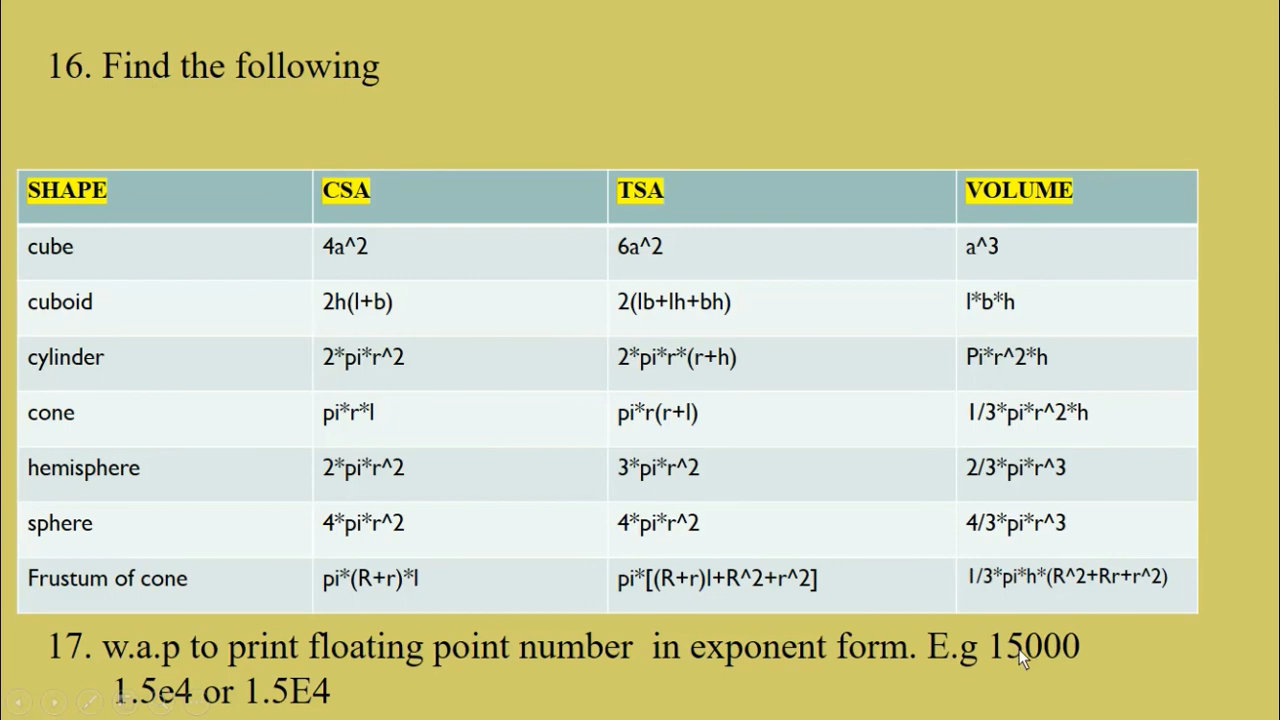 16. Find the following
SHAPE CSA TSA VOLUME
cube 4a^2 6a^2 a^3
cuboid 2h(l+b) 2(lb+lh+bh) l*b*h
cylinder 2*pi*r^2 2*pi*r*(r+h) Pi*r^2*h
cone pi*r*l pi*r(r+l) 1/3*pi*r^2*h
hemisphere 2*pi*r^2 3*pi*r^2 2/3*pi*r^3
sphere 4*pi*r^2 4*pi*r^2 4/3*pi*r^3
Frustum of cone pi*(R+r)*l pi*[(R+r)l+R^2+r^2] 1/3*pi*h*(R^2+Rr+r^2)
17. w.a.p to print floating point number in exponent form. E.g 15000
1.5e4 or 1.5E4